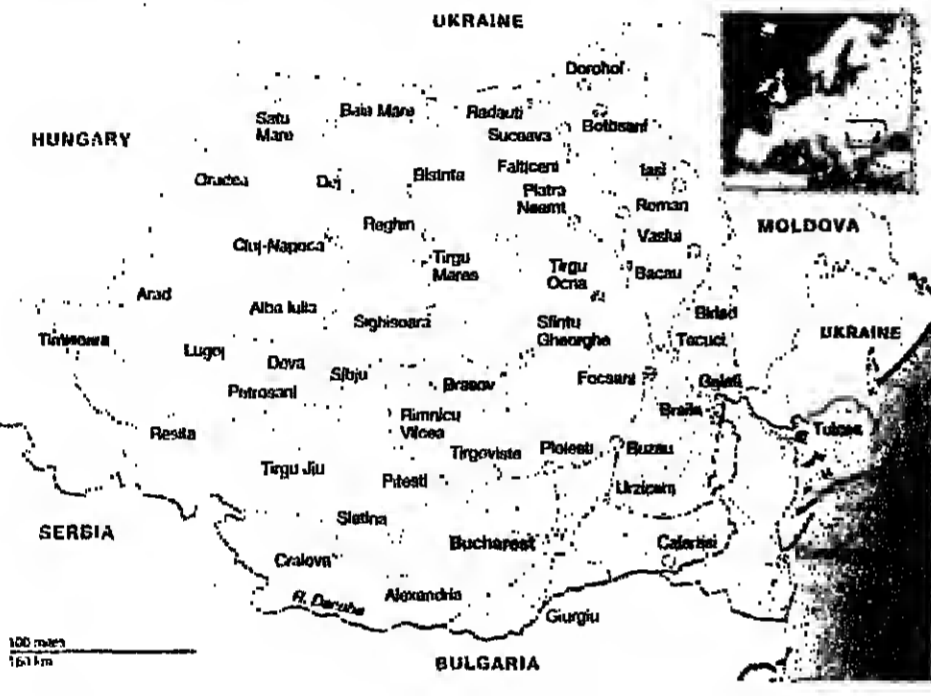 UKRAINE
Dorohoi
Satu
Mare
Baia Mare
Radauti
Suceava
Botosani
HUNGARY
Falticeni
Iasi
Oradea
Dej
Bistrita
Piatra
Neamt
Roman
MOLDOVA
Reghin
Cluj-Napoca
Vaslui
Tirgu
Mares
Tirgu
Ocna
Bacau
Arad
Alba Iulia
Sighisoara
Birlad
Sfintu
Gheorghe
UKRAINE
Timisoara
Tecuci
Lugoj
Deva
Sibiu
Brasov
Focsani
Galati
Petrosani
Braila
Resita
Rimnicu
Vilcea
Tulcea
Tirgoviste
Ploiesti
Buzau
Tirgu Jiu
Pitesti
Urziceni
SERBIA
Slatina
Bucharest
Calarasi
Craiova
R. Danube
Alexandria
Giurgiu
100 miles
160 km
BULGARIA